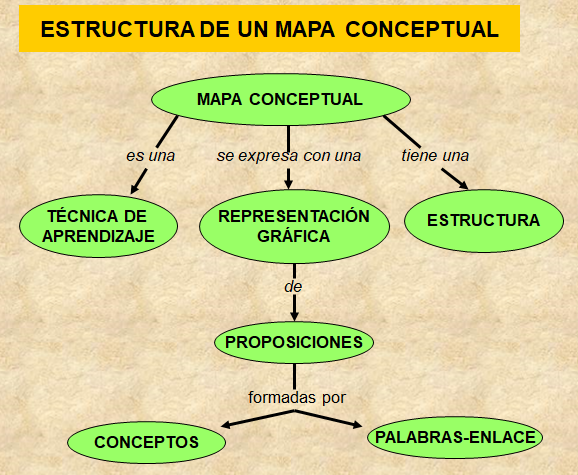 ESTRUCTURA DE UN MAPA CONCEPTUAL
MAPA CONCEPTUAL
es una
se expresa con una
tiene una
TÉCNICA DE
APRENDIZAJE
REPRESENTACIÓN
GRÁFICA
ESTRUCTURA
de
PROPOSICIONES
formadas por
CONCEPTOS
PALABRAS-ENLACE